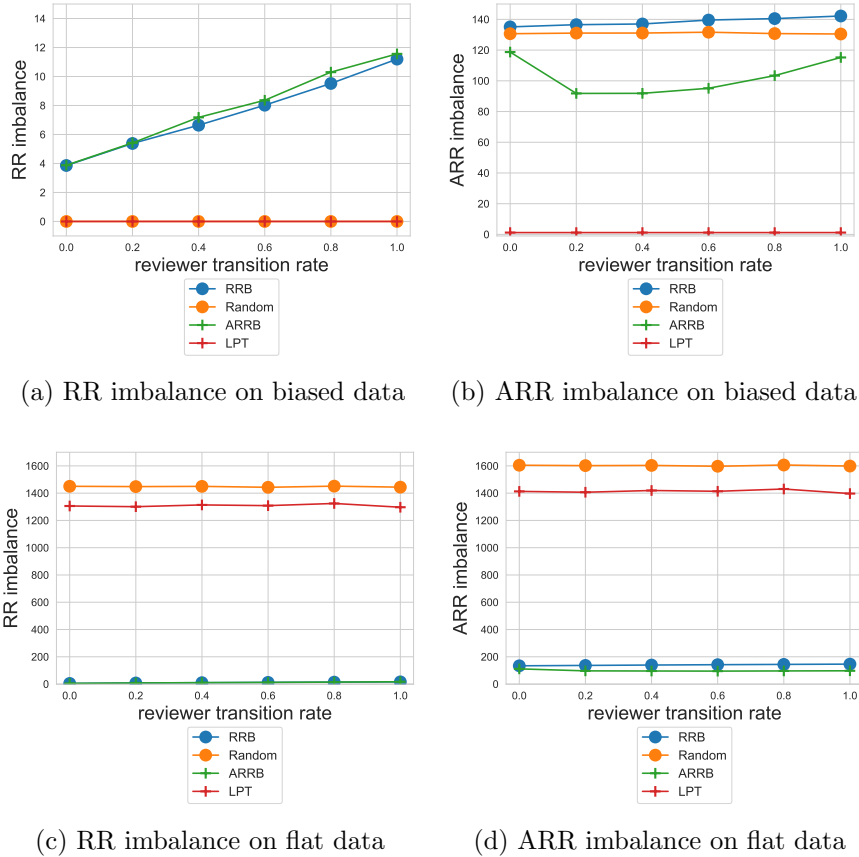 14
12
10
8
6
4
2
0
RR imbalance
0.0 0.2 0.4 0.6 0.8 1.0
reviewer transition rate
RRB
Random
ARRB
LPT
(a) RR imbalance on biased data
140
120
100
80
60
40
20
0
ARR imbalance
0.0 0.2 0.4 0.6 0.8 1.0
reviewer transition rate
RRB
Random
ARRB
LPT
(b) ARR imbalance on biased data
1600
1400
1200
1000
800
600
400
200
0
RR imbalance
0.0 0.2 0.4 0.6 0.8 1.0
reviewer transition rate
RRB
Random
ARRB
LPT
(c) RR imbalance on flat data
1600
1400
1200
1000
800
600
400
200
0
ARR imbalance
0.0 0.2 0.4 0.6 0.8 1.0
reviewer transition rate
RRB
Random
ARRB
LPT
(d) ARR imbalance on flat data